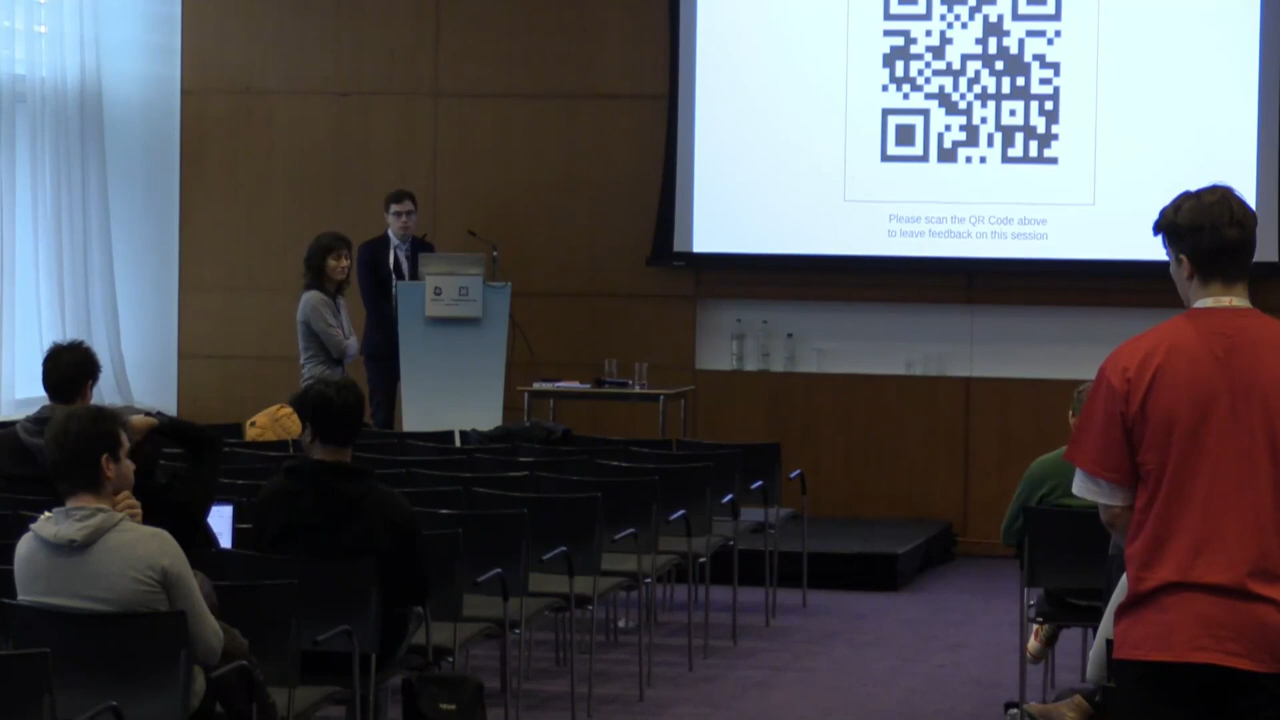 Please scan the QR Code above
to leave feedback on this session